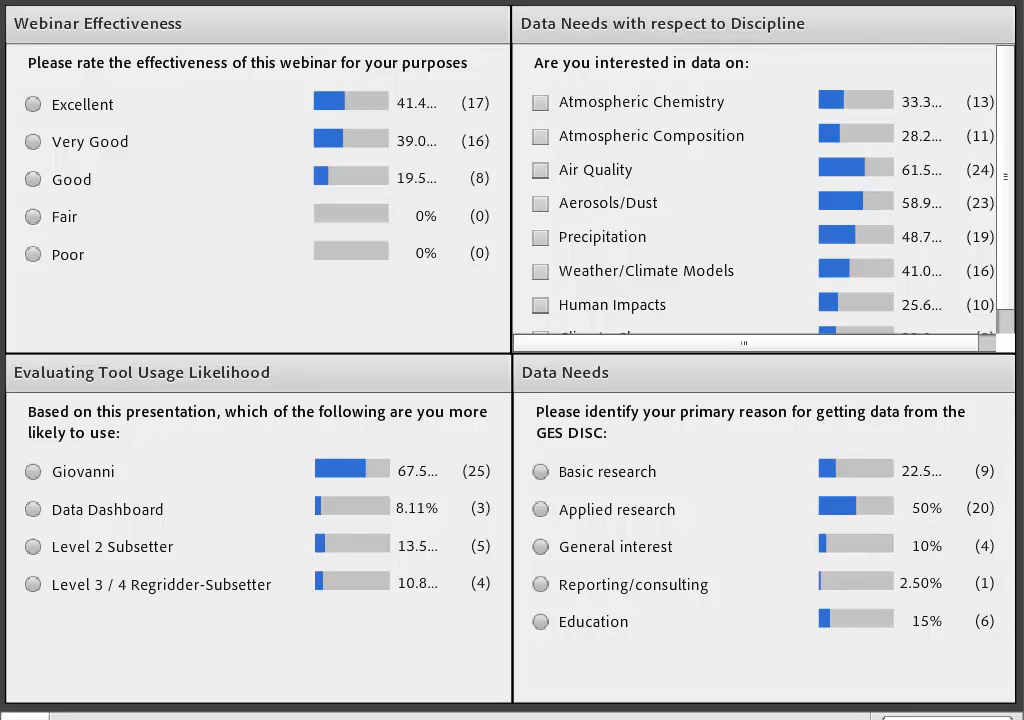 Webinar Effectiveness
Please rate the effectiveness of this webinar for your purposes
Excellent 41.4... (17)
Very Good 39.0... (16)
Good 19.5... (8)
Fair 0% (0)
Poor 0% (0)
Data Needs with respect to Discipline
Are you interested in data on:
Atmospheric Chemistry 33.3... (13)
Atmospheric Composition 28.2... (11)
Air Quality 61.5... (24)
Aerosols/Dust 58.9... (23)
Precipitation 48.7... (19)
Weather/Climate Models 41.0... (16)
Human Impacts 25.6... (10)
Evaluating Tool Usage Likelihood
Based on this presentation, which of the following are you more
likely to use:
Giovanni 67.5... (25)
Data Dashboard 8.11% (3)
Level 2 Subsetter 13.5... (5)
Level 3 / 4 Regridder-Subsetter 10.8... (4)
Data Needs
Please identify your primary reason for getting data from the
GES DISC:
Basic research 22.5... (9)
Applied research 50% (20)
General interest 10% (4)
Reporting/consulting 2.50% (1)
Education 15% (6)